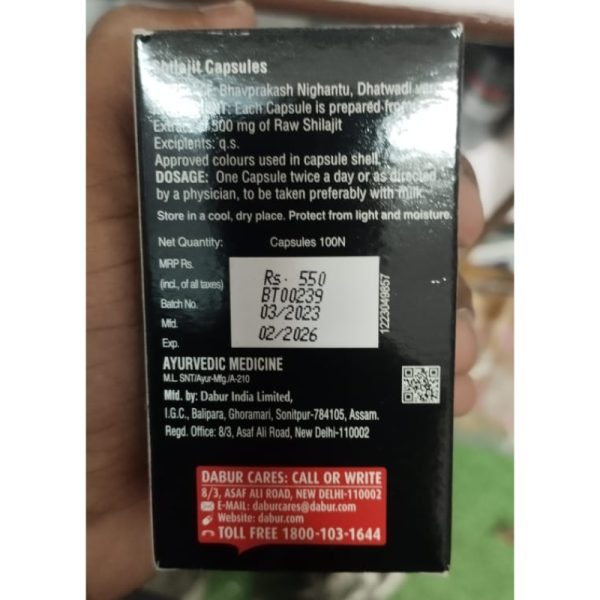 Shilajit Capsules
Bhavprakash Nighantu, Dhatwadi
Each Capsule is prepared from
500 mg of Raw Shilajit
Excipients: q.s.
Approved colours used in capsule shell
DOSAGE: One Capsule twice a day or as directed
by a physician, to be taken preferably with milk.
Store in a cool, dry place. Protect from light and moisture.
Net Quantity: Capsules 100N
MRP Rs. Rs. 550
(incl., of all taxes) BT00239
Batch No. 03/2023
Mfd. 02/2026
Exp.
1223049857
AYURVEDIC MEDICINE
M.L. SNT/Ayur-Mfg./A-210
Mfd. by: Dabur India Limited,
I.G.C., Balipara, Ghoramari, Sonitpur-784105, Assam.
Regd. Office: 8/3, Asaf Ali Road, New Delhi-110002
DABUR CARES: CALL OR WRITE
8/3, ASAF ALI ROAD, NEW DELHI-110002
E-MAIL: daburcares@dabur.com
Website: dabur.com
TOLL FREE 1800-103-1644